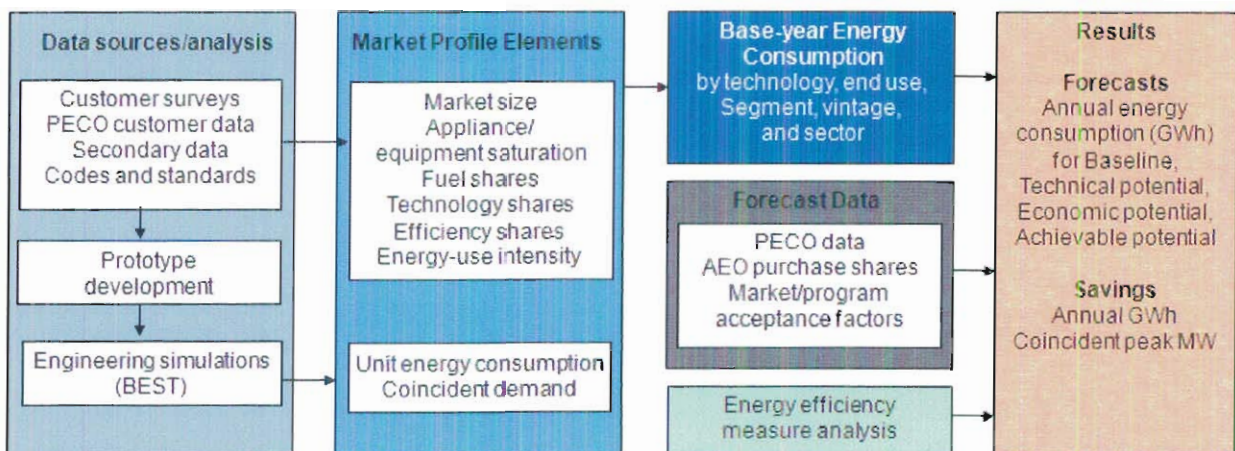 Data sources/analysis
Customer surveys
PECO customer data
Secondary data
Codes and standards
Prototype
development
Engineering simulations
(BEST)
Market Profile Elements
Market size
Appliance/
equipment saturation
Fuel shares
Technology shares
Efficiency shares
Energy-use intensity
Unit energy consumption
Coincident demand
Base-year Energy
Consumption
by technology, end use,
Segment, vintage,
and sector
Forecast Data
PECO data
AEO purchase shares
Market/program
acceptance factors
Energy efficiency
measure analysis
Results
Forecasts
Annual energy
consumption (GWh)
for Baseline,
Technical potential,
Economic potential,
Achievable potential
Savings
Annual GWh
Coincident peak MW